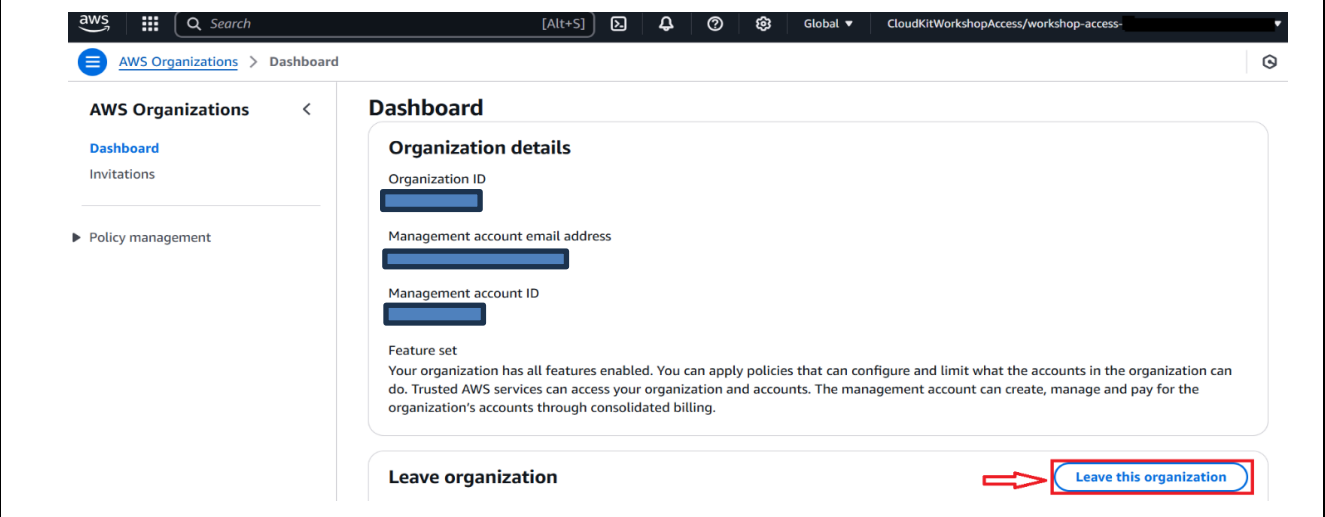 aws
Search [Alt+S] Global CloudKitWorkshopAccess/workshop-access-
AWS Organizations > Dashboard
AWS Organizations
Dashboard
Invitations
Policy management
Dashboard
Organization details
Organization ID
Management account email address
Management account ID
Feature set
Your organization has all features enabled. You can apply policies that can configure and limit what the accounts in the organization can
do. Trusted AWS services can access your organization and accounts. The management account can create, manage and pay for the
organization's accounts through consolidated billing.
Leave organization
Leave this organization